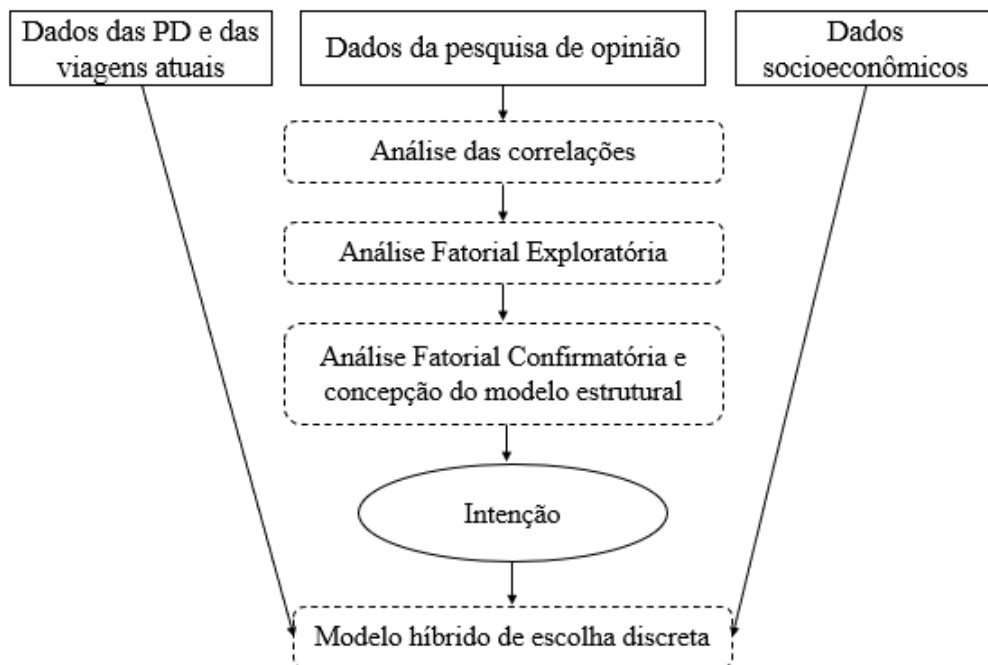 Dados das PD e das
viagens atuais
Dados da pesquisa de opinião
Dados
socioeconômicos
Análise das correlações
Análise Fatorial Exploratória
Análise Fatorial Confirmatória e
concepção do modelo estrutural
Intenção
Modelo híbrido de escolha discreta